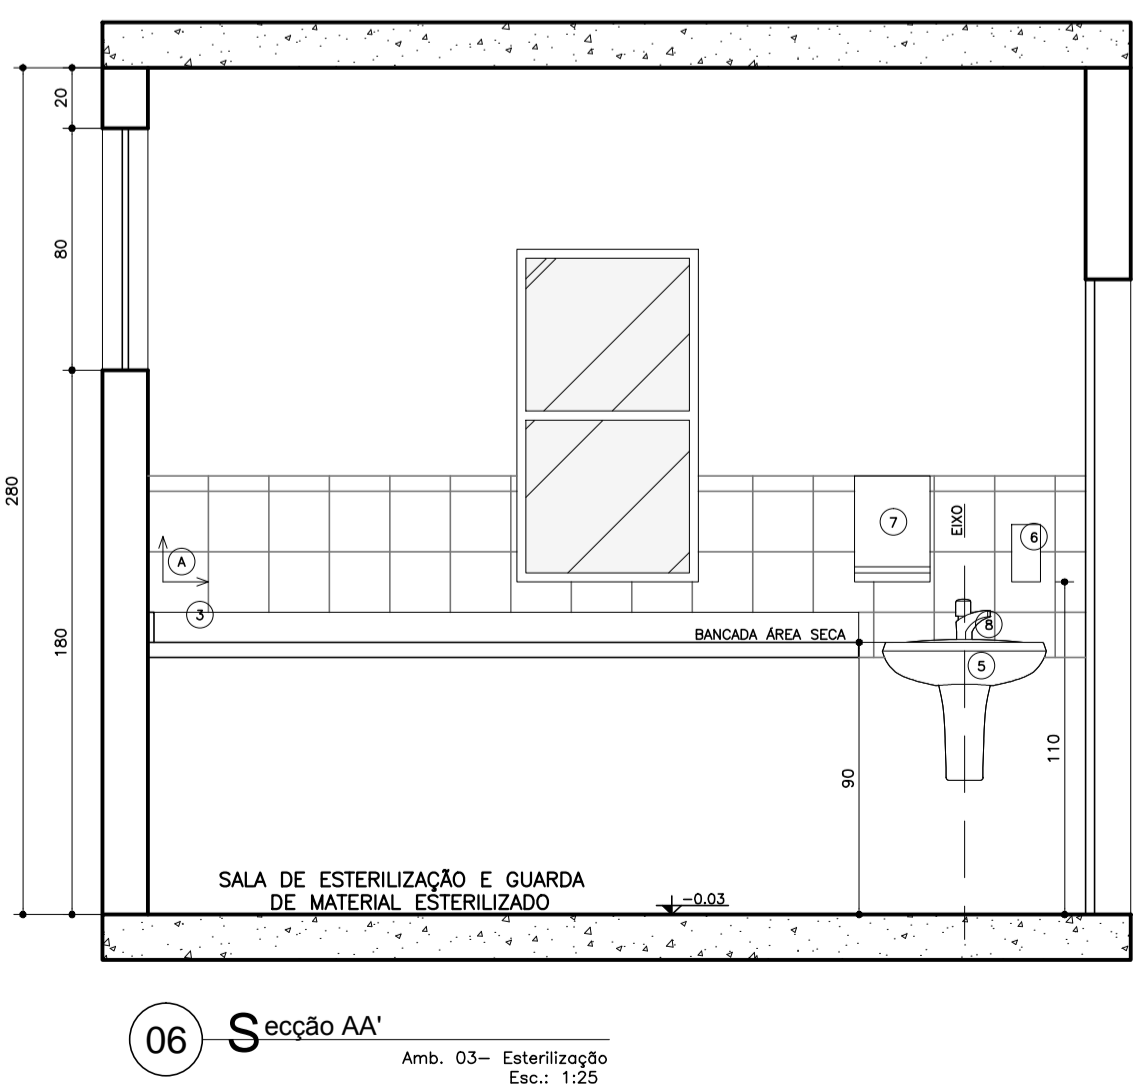 20
80
280
180
7
EIXO
6
A
3
8
BANCADA ÁREA SECA
5
110
90
SALA DE ESTERILIZAÇÃO E GUARDA
DE MATERIAL ESTERILIZADO
-0.03
06 Secção AA'
Amb. 03- Esterilização
Esc.: 1:25